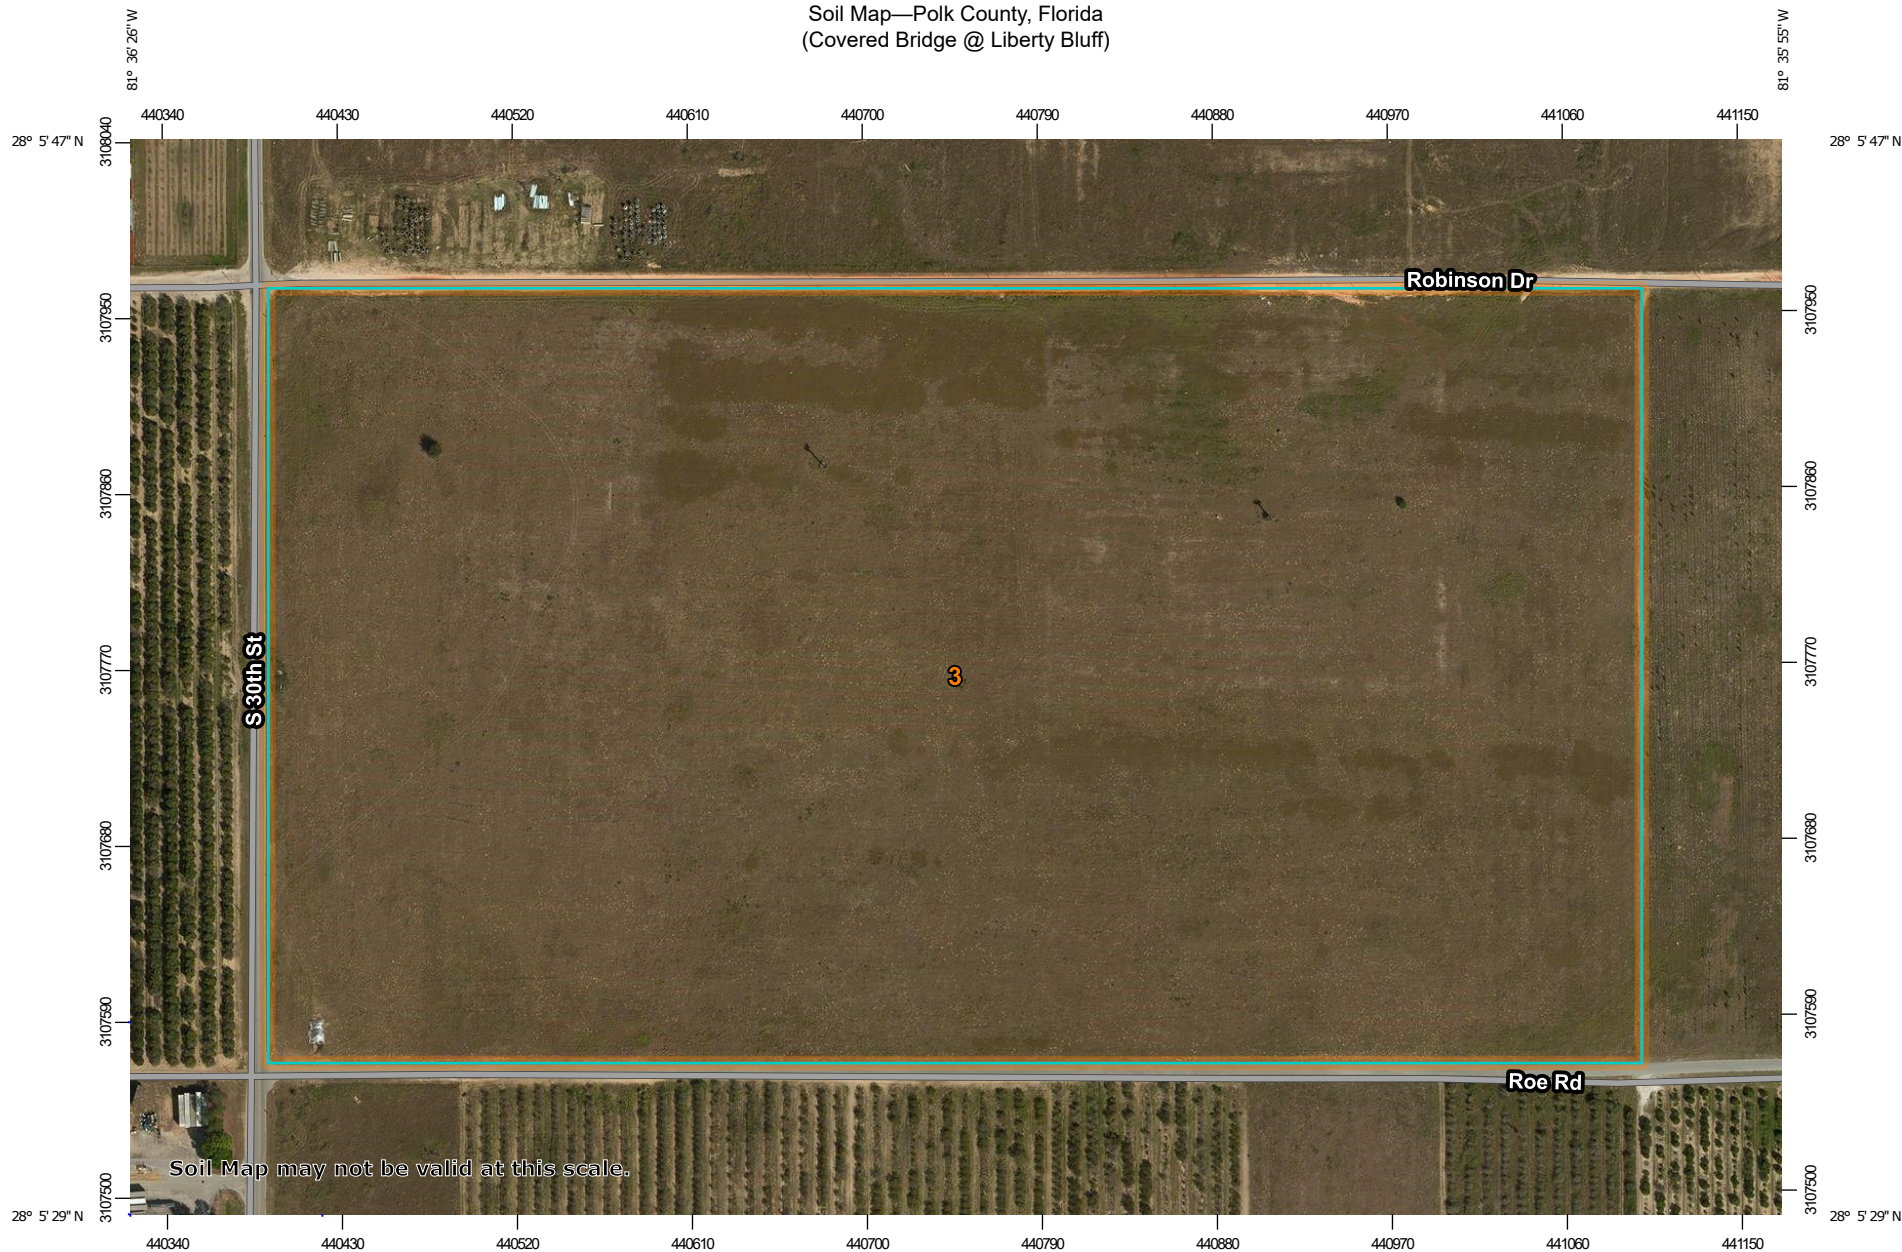 Soil Map—Polk County, Florida
(Covered Bridge @ Liberty Bluff)
81° 36' 26" W
81° 35' 55" W
440340 440430 440520 440610 440700 440790 440880 440970 441060 441150
28° 5' 47" N
28° 5' 47" N
3108040
Robinson Dr
3107950
3107950
3107860
3107860
S 30th St
3
3107770
3107770
3107680
3107680
3107590
3107590
Roe Rd
Soil Map may not be valid at this scale.
3107500
3107500
28° 5' 29" N
28° 5' 29" N
440340 440430 440520 440610 440700 440790 440880 440970 441060 441150